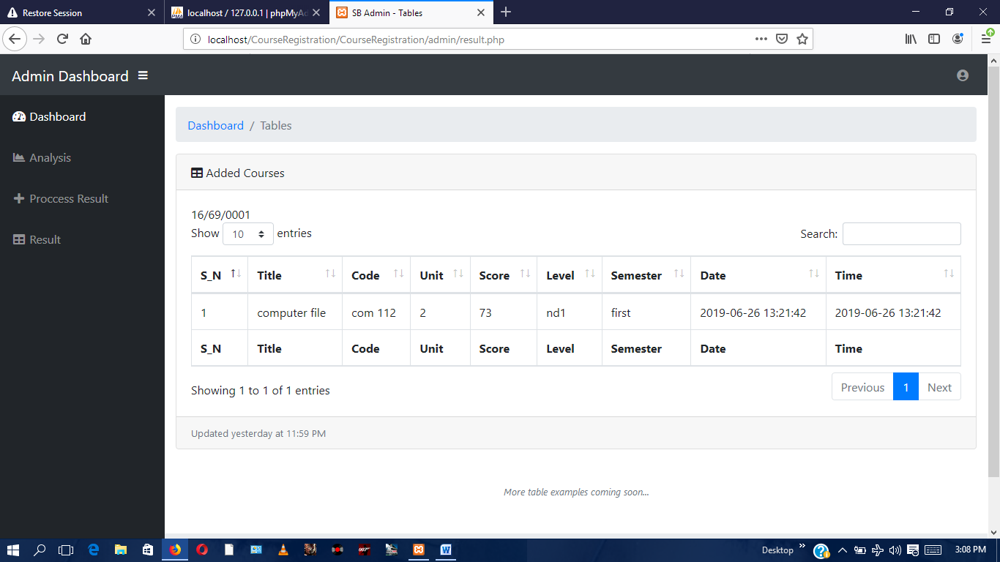 Restore Session
localhost / 127.0.0.1 | phpMyAd
SB Admin - Tables
localhost/CourseRegistration/CourseRegistration/admin/result.php
Admin Dashboard
Dashboard
Analysis
Proccess Result
Result
Dashboard / Tables
Added Courses
16/69/0001
Show 10 entries
Search:
S_N Title Code Unit Score Level Semester Date Time
1 computer file com 112 2 73 nd1 first 2019-06-26 13:21:42 2019-06-26 13:21:42
S_N Title Code Unit Score Level Semester Date Time
Showing 1 to 1 of 1 entries
Previous 1 Next
Updated yesterday at 11:59 PM
More table examples coming soon...
Desktop
3:08 PM